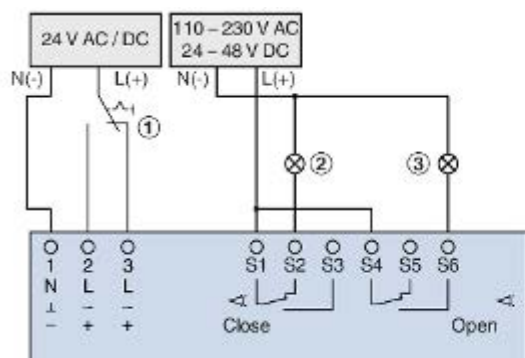 24 V AC / DC
110 – 230 V AC
24 – 48 V DC
N(-) L(+) N(-) L(+)
1
2
3
1 2 3 S1 S2 S3 S4 S5 S6
N L L
⊥ ~ ~
– + +
Close Open